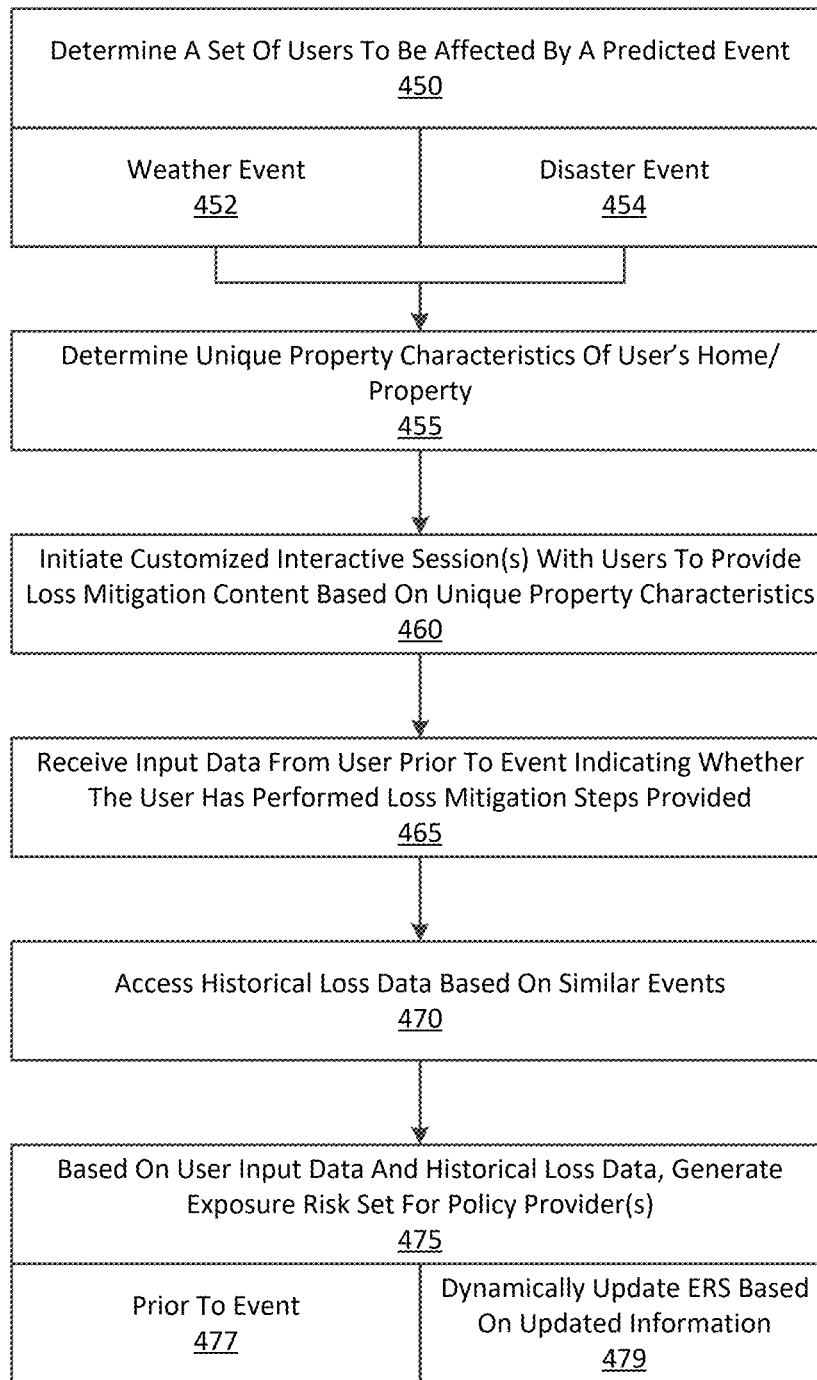 Determine A Set Of Users To Be Affected By A Predicted Event
450
Weather Event
452
Disaster Event
454
Determine Unique Property Characteristics Of User's Home/
Property
455
Initiate Customized Interactive Session(s) With Users To Provide
Loss Mitigation Content Based On Unique Property Characteristics
460
Receive Input Data From User Prior To Event Indicating Whether
The User Has Performed Loss Mitigation Steps Provided
465
Access Historical Loss Data Based On Similar Events
470
Based On User Input Data And Historical Loss Data, Generate
Exposure Risk Set For Policy Provider(s)
475
Prior To Event
477
Dynamically Update ERS Based
On Updated Information
479